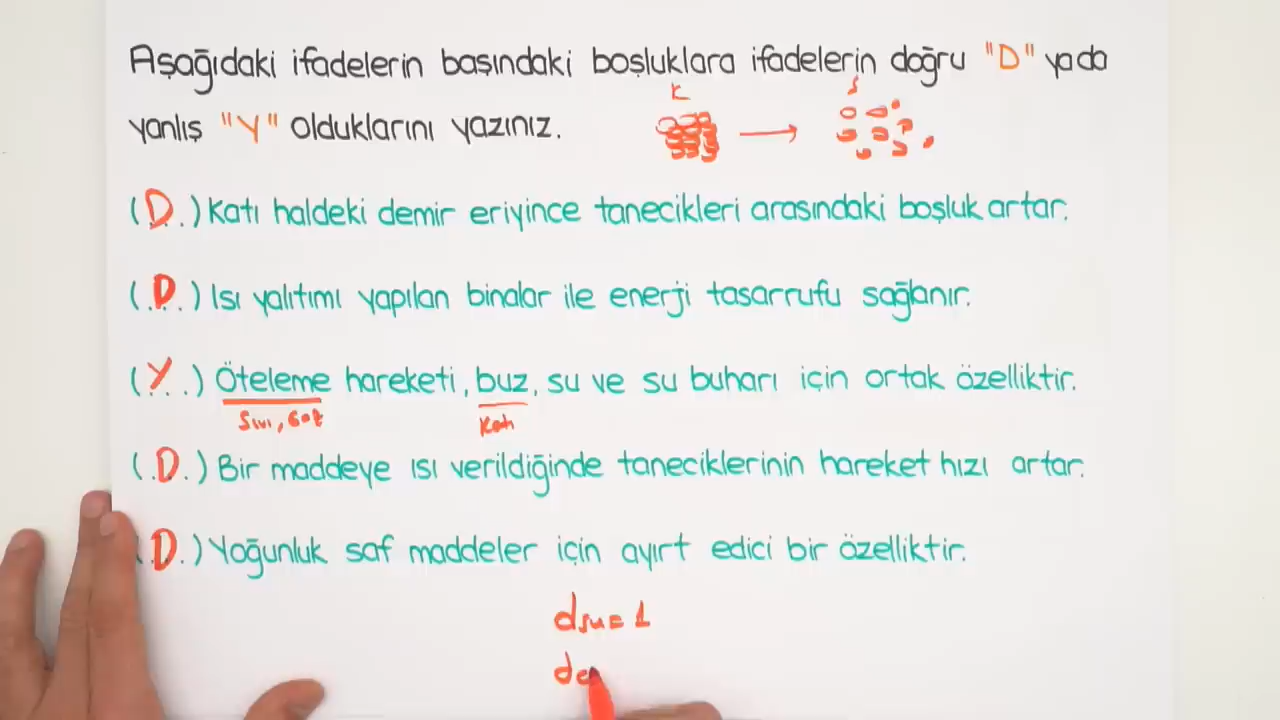 Aşağıdaki ifadelerin başındaki boşluklara ifadelerin doğru "D" yada
yanlış "Y" olduklarını yazınız.
K S
(.D.) Katı haldeki demir eriyince tanecikleri arasındaki boşluk artar.
(.D.) Isı yalıtımı yapılan binalar ile enerji tasarrufu sağlanır.
(.Y.) Öteleme hareketi, buz, su ve su buharı için ortak özelliktir.
Sıvı, Gaz Katı
(.D.) Bir maddeye ısı verildiğinde taneciklerinin hareket hızı artar.
(.D.) Yoğunluk saf maddeler için ayırt edici bir özelliktir.
dsu = 1
de